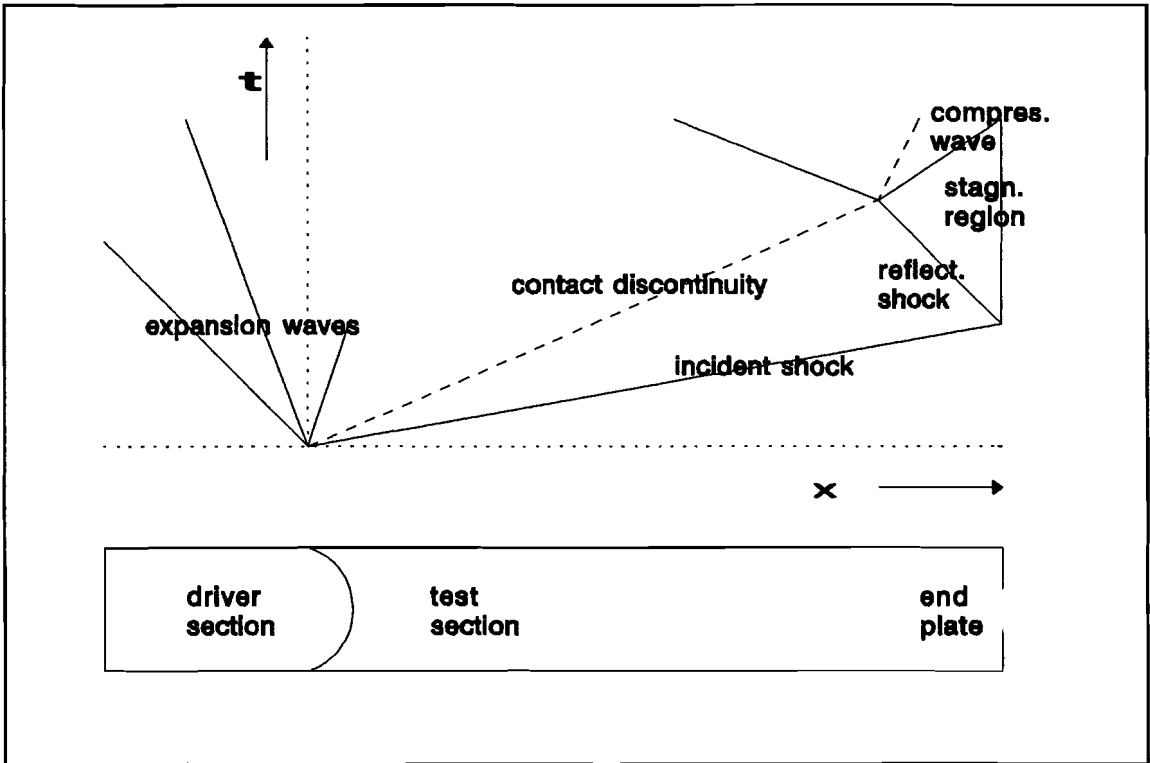 t
compres.
wave
stagn.
region
reflect.
shock
contact discontinuity
expansion waves
incident shock
x
driver
section
test
section
end
plate